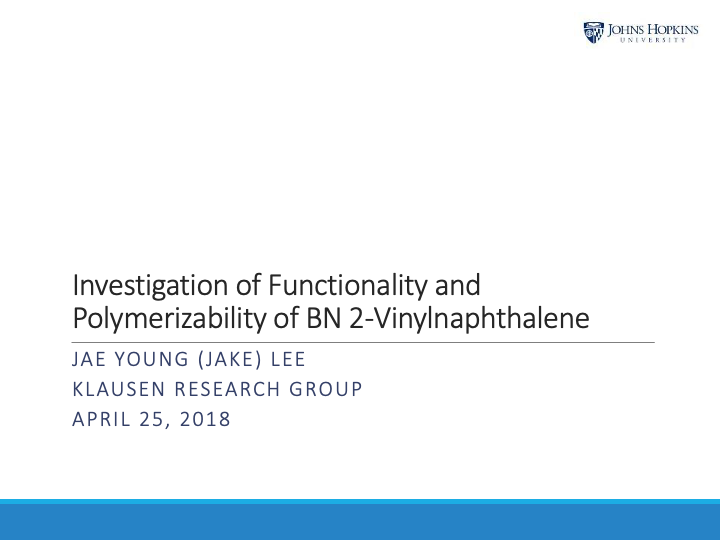 JOHNS HOPKINS
UNIVERSITY
Investigation of Functionality and
Polymerizability of BN 2-Vinylnaphthalene
JAE YOUNG (JAKE) LEE
KLAUSEN RESEARCH GROUP
APRIL 25, 2018